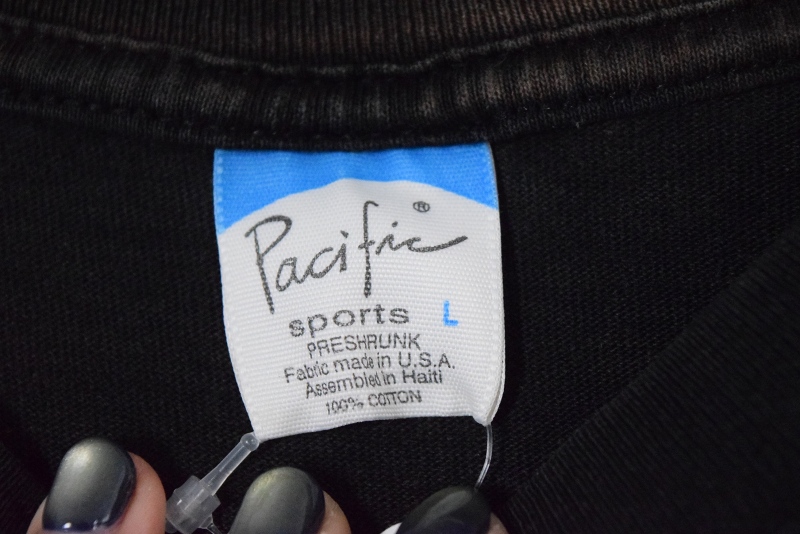 Pacific®
sports L
PRESHRUNK
Fabric made in U.S.A.
Assembled in Haiti
100% COTTON